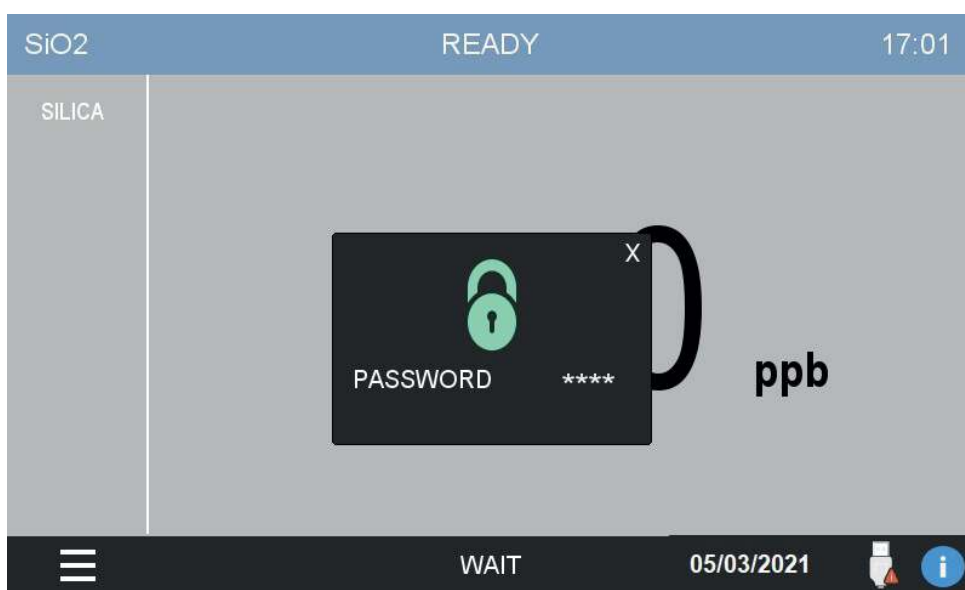 SiO2 READY 17:01
SILICA
X
PASSWORD ****
ppb
WAIT 05/03/2021
i